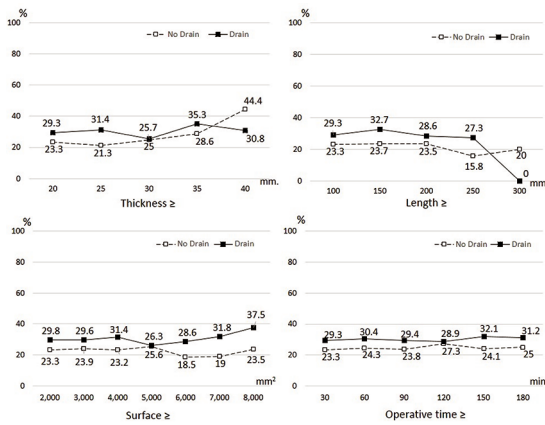 %
No Drain Drain
100
80
60
40
20
0
29.3 31.4 25.7 35.3 44.4
23.3 21.3 25 28.6 30.8
20 25 30 35 40 mm.
Thickness ≥
%
No Drain Drain
100
80
60
40
20
0
29.3 32.7 28.6 27.3 20
23.3 23.7 23.5 15.8 0
100 150 200 250 300 mm.
Length ≥
%
No Drain Drain
100
80
60
40
20
0
29.8 29.6 31.4 26.3 28.6 31.8 37.5
23.3 23.9 23.2 25.6 18.5 19 23.5
2,000 3,000 4,000 5,000 6,000 7,000 8,000 mm²
Surface ≥
%
No Drain Drain
100
80
60
40
20
0
29.3 30.4 29.4 28.9 32.1 31.2
23.3 24.3 23.8 27.3 24.1 25
30 60 90 120 150 180 min
Operative time ≥